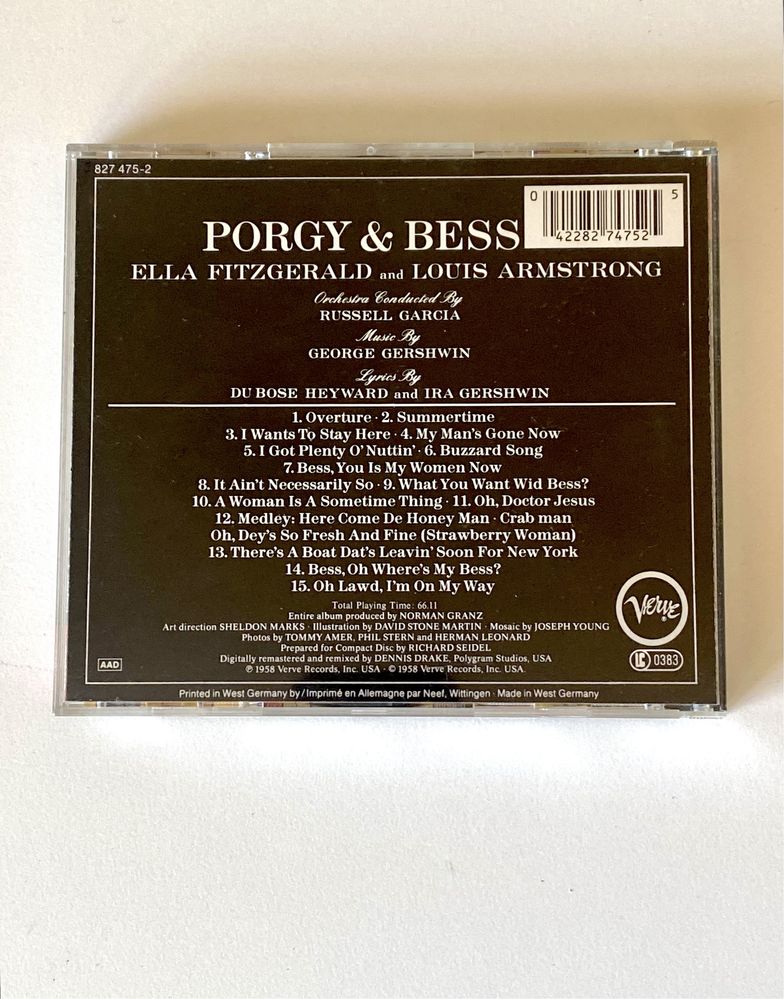 827 475-2
0 42282 74752 5
PORGY & BESS
ELLA FITZGERALD and LOUIS ARMSTRONG
Orchestra Conducted By
RUSSELL GARCIA
Music By
GEORGE GERSHWIN
Lyrics By
DU BOSE HEYWARD and IRA GERSHWIN
1. Overture · 2. Summertime
3. I Wants To Stay Here · 4. My Man's Gone Now
5. I Got Plenty O' Nuttin' · 6. Buzzard Song
7. Bess, You Is My Women Now
8. It Ain't Necessarily So · 9. What You Want Wid Bess?
10. A Woman Is A Sometime Thing · 11. Oh, Doctor Jesus
12. Medley: Here Come De Honey Man · Crab man
Oh, Dey's So Fresh And Fine (Strawberry Woman)
13. There's A Boat Dat's Leavin' Soon For New York
14. Bess, Oh Where's My Bess?
15. Oh Lawd, I'm On My Way
Total Playing Time: 66.11
Entire album produced by NORMAN GRANZ
Art direction SHELDON MARKS · Illustration by DAVID STONE MARTIN · Mosaic by JOSEPH YOUNG
Photos by TOMMY AMER, PHIL STERN and HERMAN LEONARD
Prepared for Compact Disc by RICHARD SEIDEL
Digitally remastered and remixed by DENNIS DRAKE, Polygram Studios, USA
℗ 1958 Verve Records, Inc. USA · © 1958 Verve Records, Inc. USA
Verve®
AAD
LC 0383
Printed in West Germany by / Imprimé en Allemagne par Neef, Wittingen · Made in West Germany